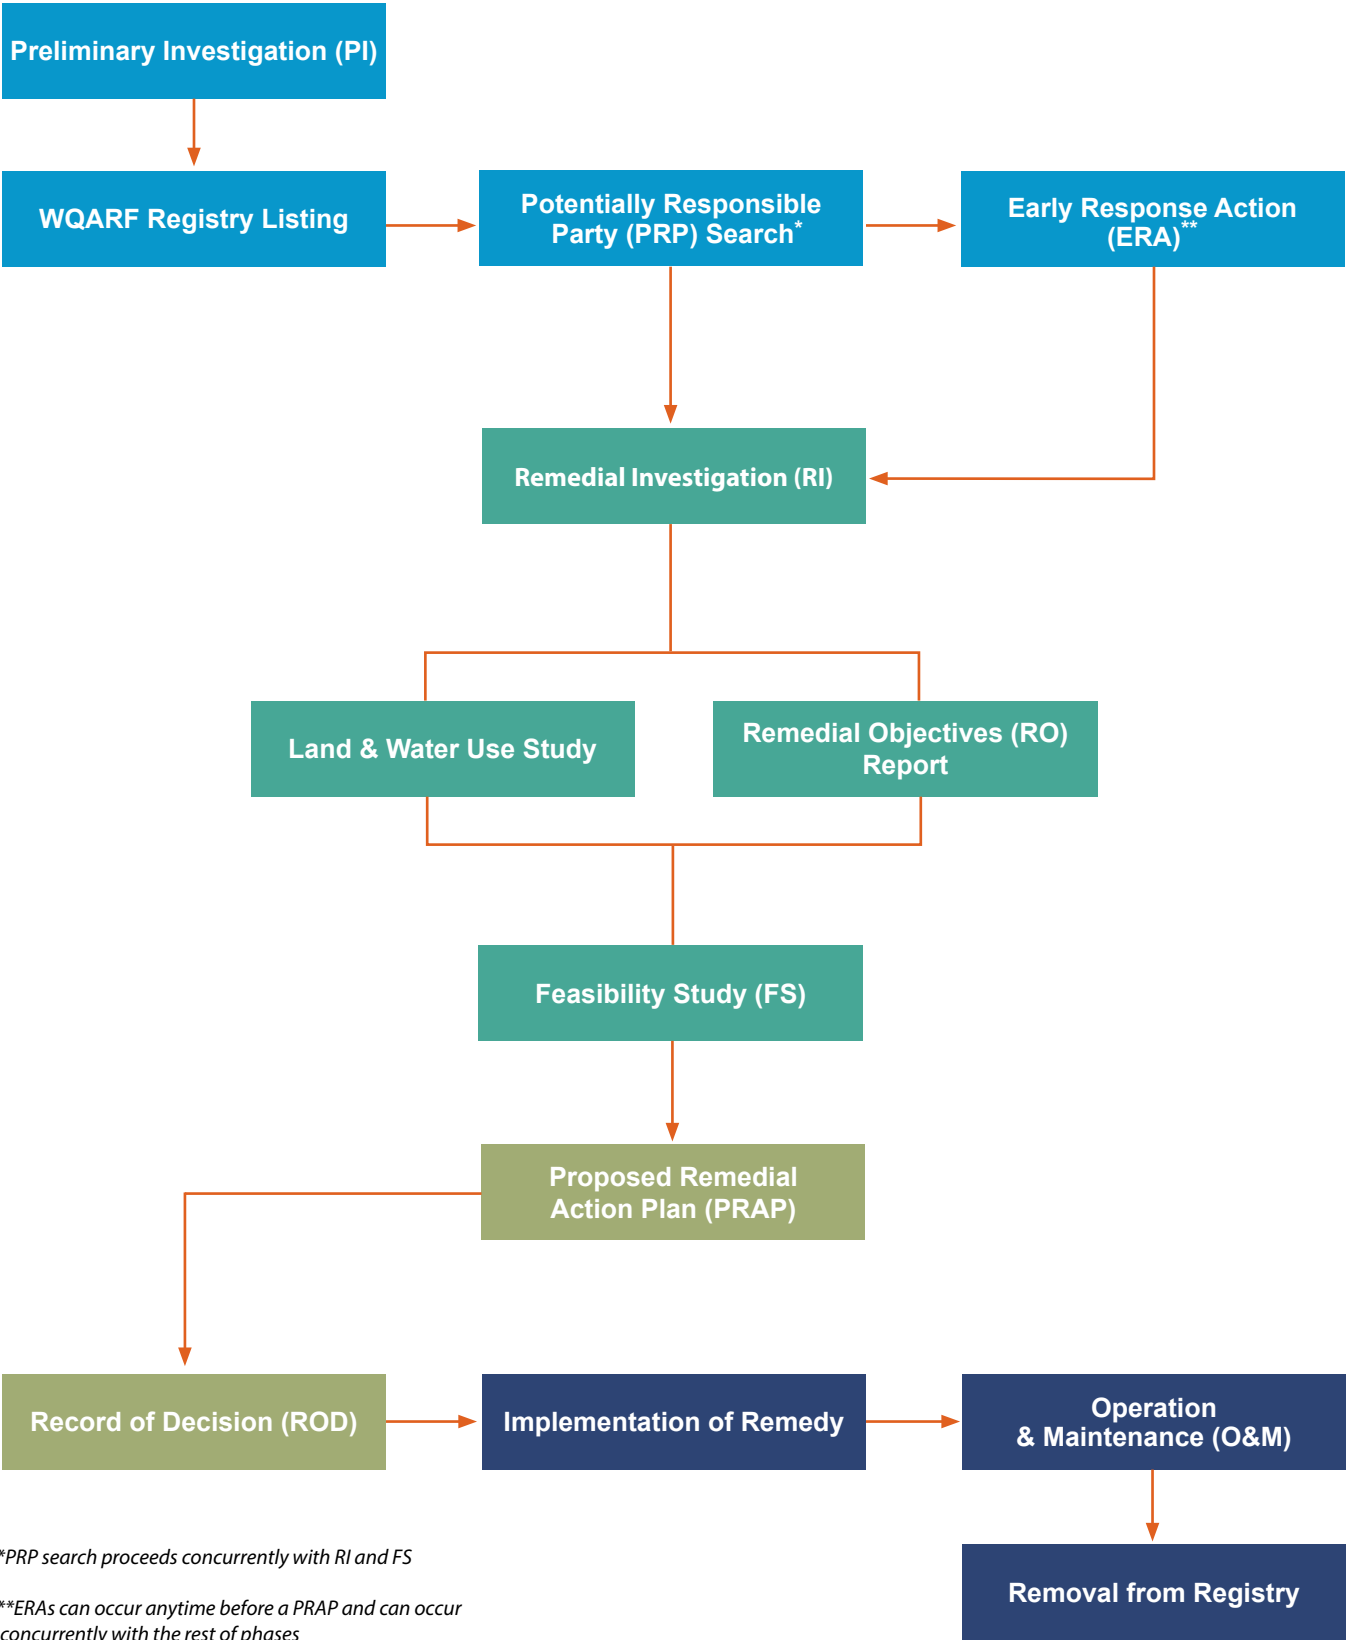 Preliminary Investigation (PI)
WQARF Registry Listing
Potentially Responsible
Party (PRP) Search*
Early Response Action
(ERA)**
Remedial Investigation (RI)
Land & Water Use Study
Remedial Objectives (RO)
Report
Feasibility Study (FS)
Proposed Remedial
Action Plan (PRAP)
Record of Decision (ROD)
Implementation of Remedy
Operation
& Maintenance (O&M)
Removal from Registry
*PRP search proceeds concurrently with RI and FS
**ERAs can occur anytime before a PRAP and can occur
concurrently with the rest of phases